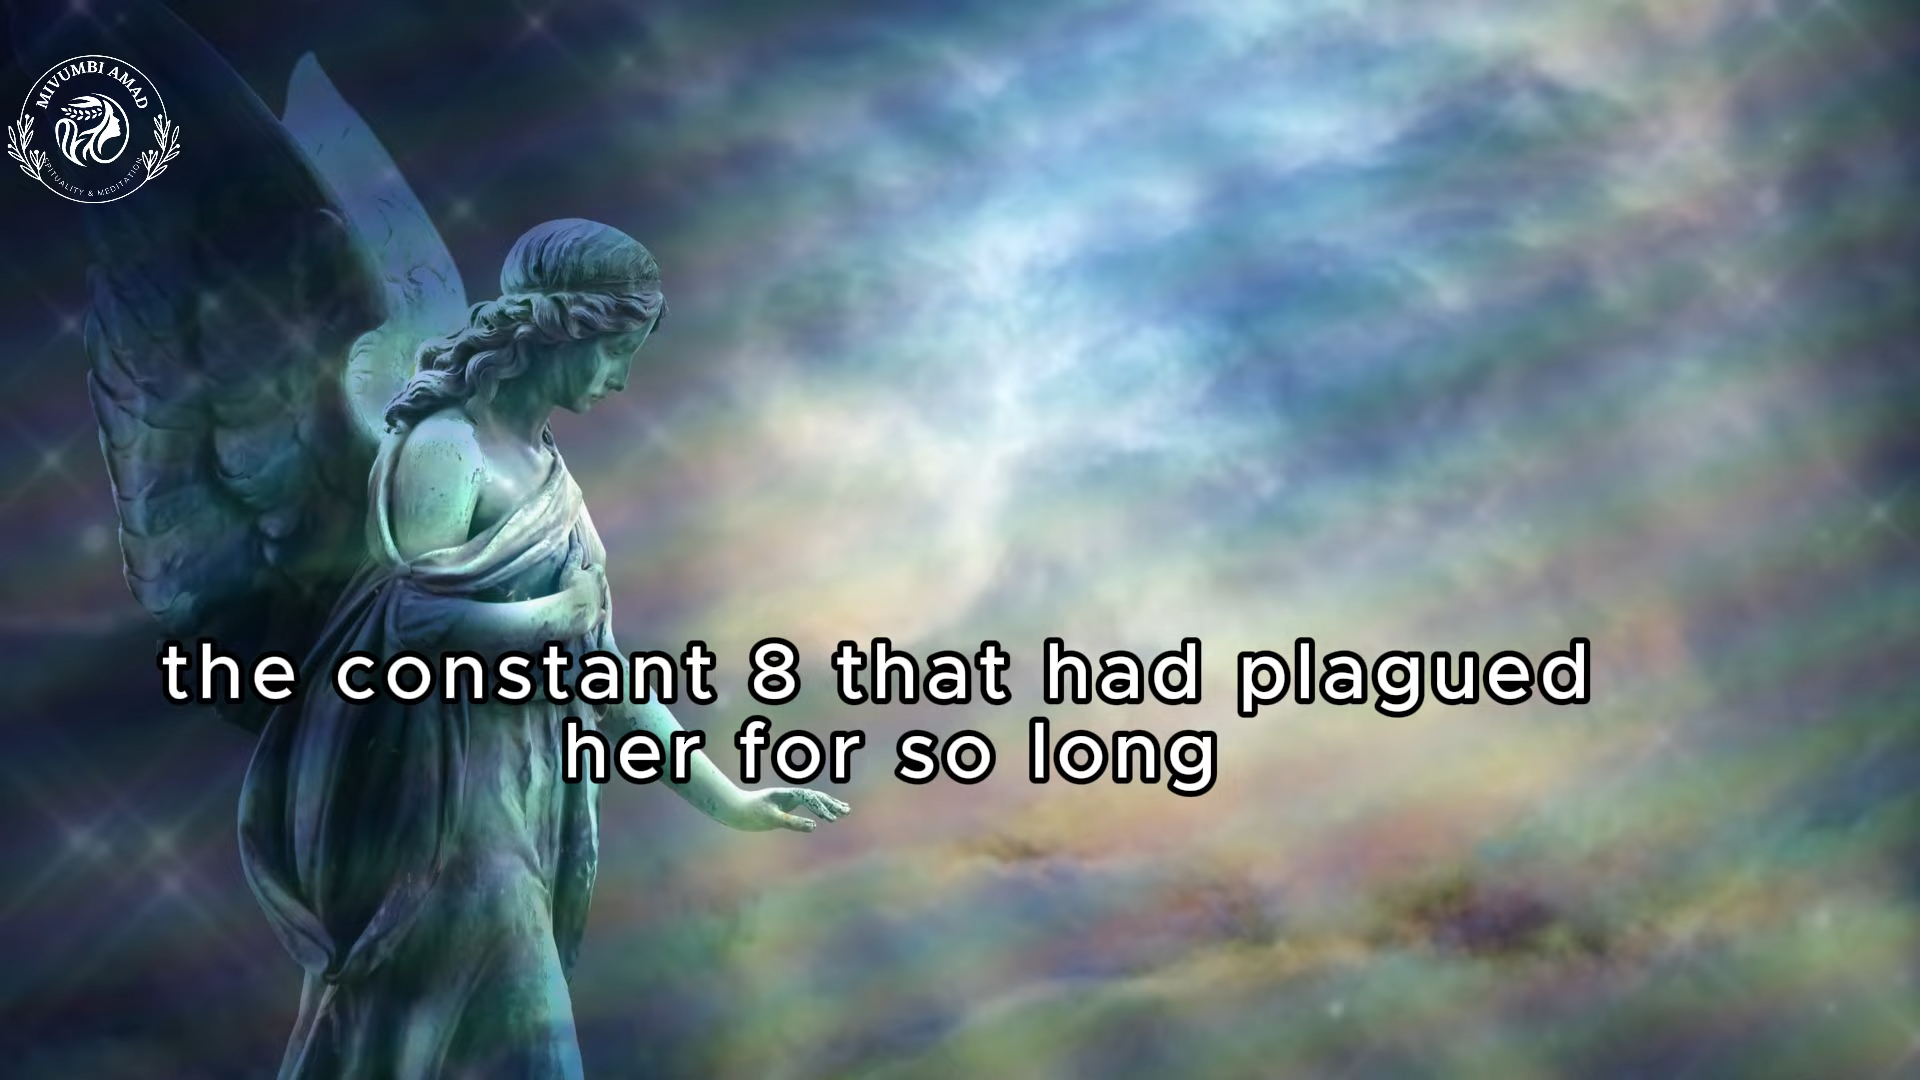 MIVUMBI AMAD
SPIRITUALITY & MEDITATION
the constant 8 that had plagued
her for so long